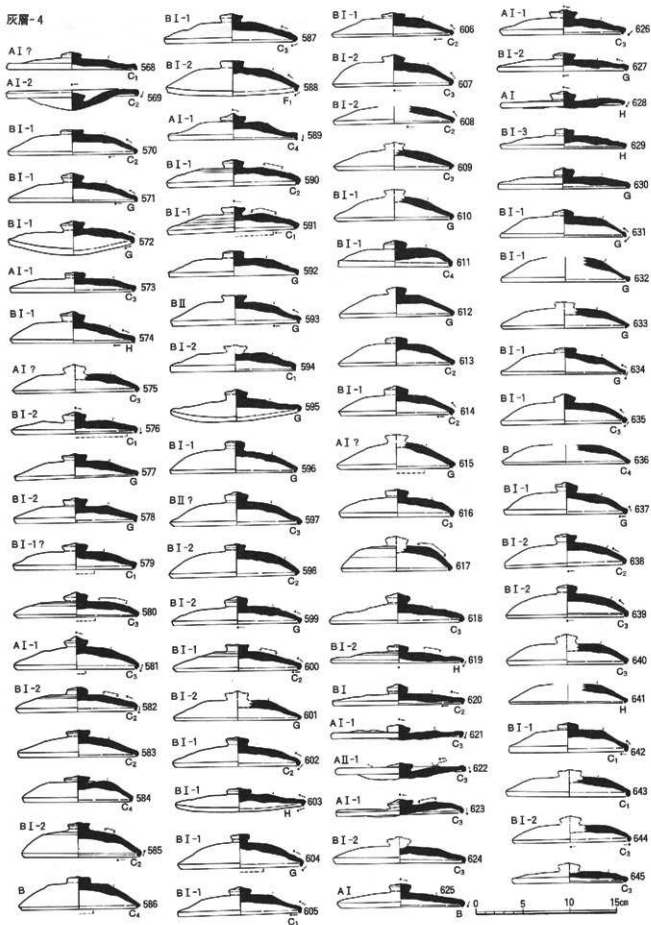 灰層-4
AⅠ?
568
C₁
AⅠ-2
569
C₂
BⅠ-1
570
C₂
BⅠ-1
571
G
BⅠ-1
572
G
AⅠ-1
573
C₃
BⅠ-1
574
H
AⅠ?
575
C₃
BⅠ-2
576
C₁
577
G
BⅠ-2
578
G
BⅠ-1?
579
C₁
580
C₃
AⅠ-1
581
C₃
BⅠ-2
582
C₂
583
C₂
584
C₄
BⅠ-2
585
C₂
B
586
C₄
BⅠ-1
587
C₃
BⅠ-2
588
F₁
AⅠ-1
589
C₄
BⅠ-1
590
C₂
BⅠ-1
591
C₁
592
G
BⅡ
593
G
BⅠ-2
594
C₁
595
G
BⅠ-1
596
G
BⅡ?
597
C₃
BⅠ-2
598
C₂
BⅠ-2
599
G
BⅠ-1
600
C₂
BⅠ-2
601
G
BⅠ-1
602
C₂
BⅠ-1
603
H
BⅠ-1
604
G
BⅠ-1
605
C₁
BⅠ-1
606
C₂
BⅠ-2
607
C₃
BⅠ-2
608
C₂
609
C₃
BⅠ-1
610
G
BⅠ-1
611
C₄
612
G
613
C₂
BⅠ-1
614
C₂
AⅠ?
615
G
616
C₃
617
618
C₃
BⅠ-2
619
H
BⅠ
620
C₂
AⅠ-1
621
C₃
AⅡ-1
622
C₃
AⅠ-1
623
C₃
BⅠ-2
624
C₃
AⅠ
625
B
AⅠ-1
626
C₃
BⅠ-2
627
G
AⅠ
628
H
BⅠ-3
629
H
630
G
BⅠ-1
631
G
BⅠ-1
632
G
633
G
BⅠ-1
634
G
BⅠ-1
635
C₃
B
636
C₄
BⅠ-1
637
G
BⅠ-2
638
C₂
BⅠ-2
639
C₃
640
C₃
641
H
BⅠ-1
642
C₁
643
C₁
BⅠ-2
644
C₃
645
C₃
0 5 10 15cm